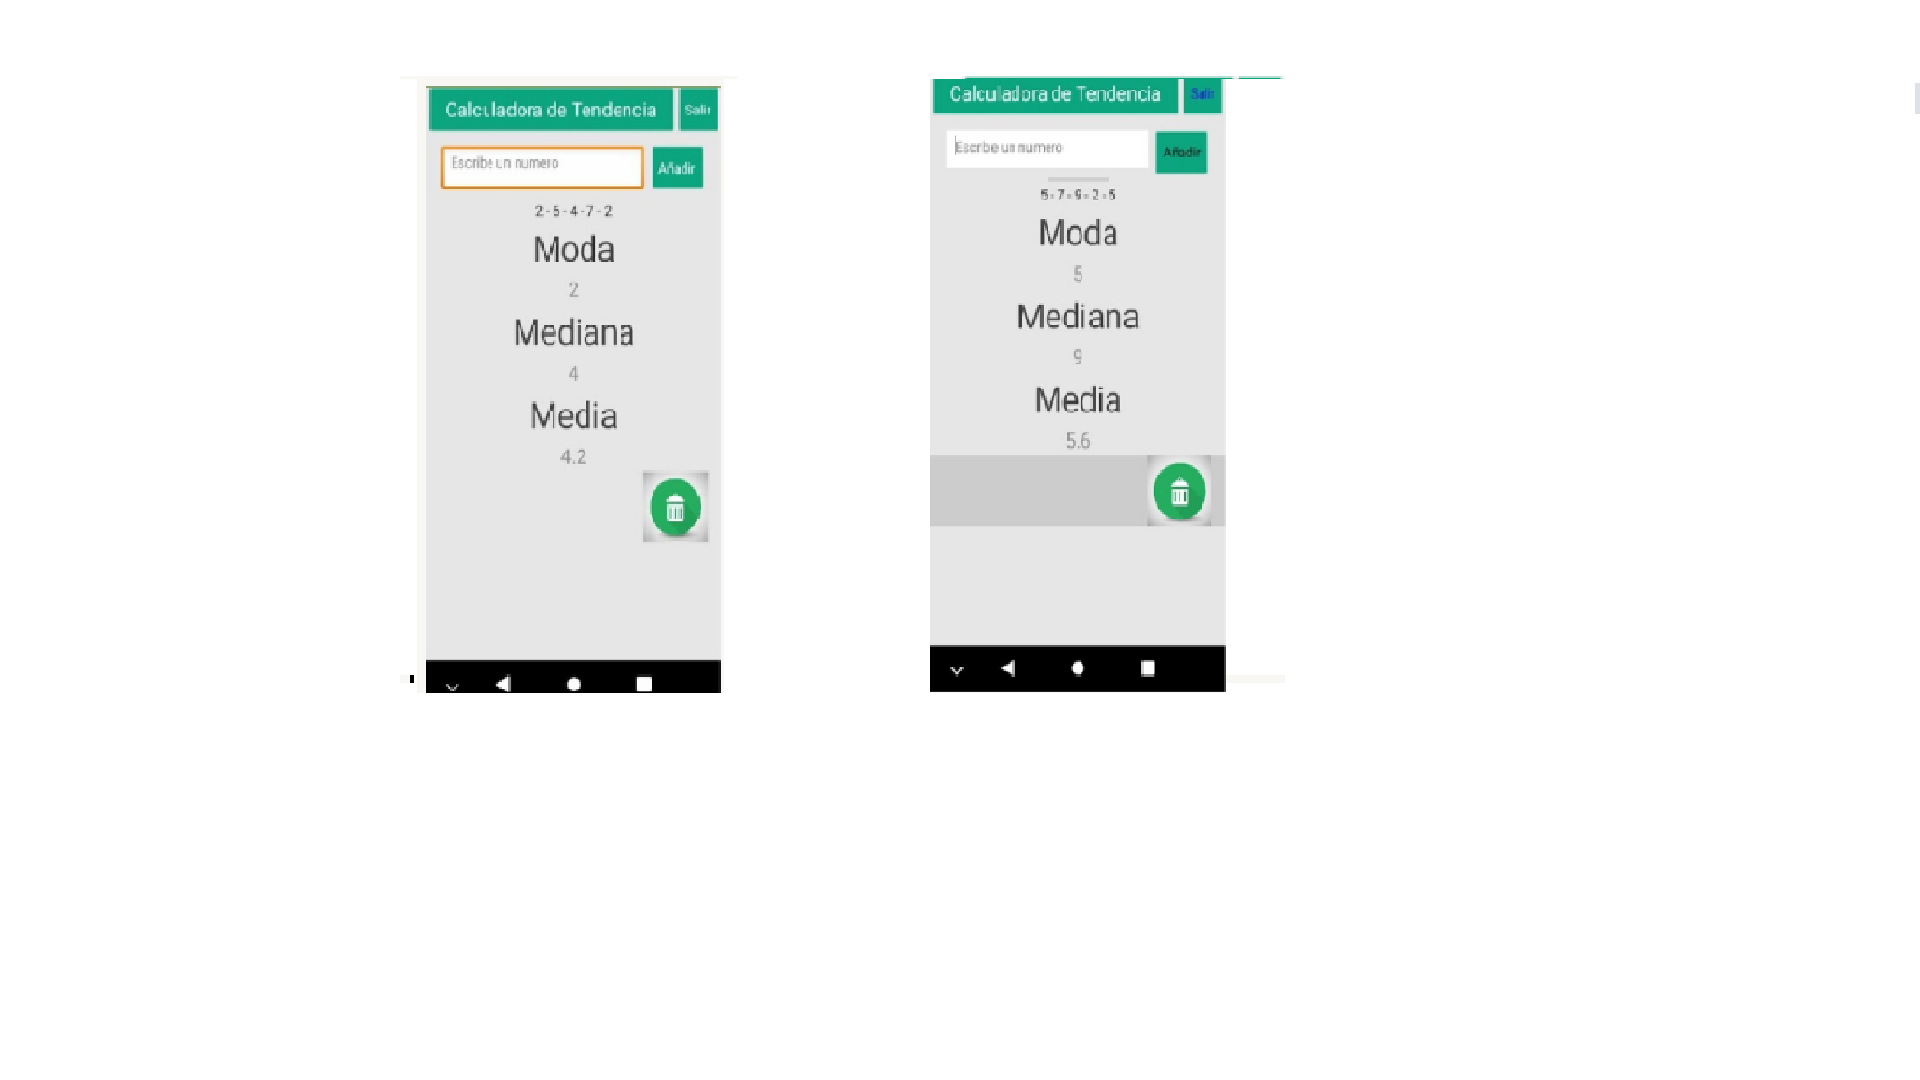 Calculadora de Tendencia Salir
Escribe un numero Añadir
2-5-4-7-2
Moda
2
Mediana
4
Media
4.2
Calculadora de Tendencia Salir
Escribe un numero Añadir
5-7-9-2-5
Moda
5
Mediana
9
Media
5.6